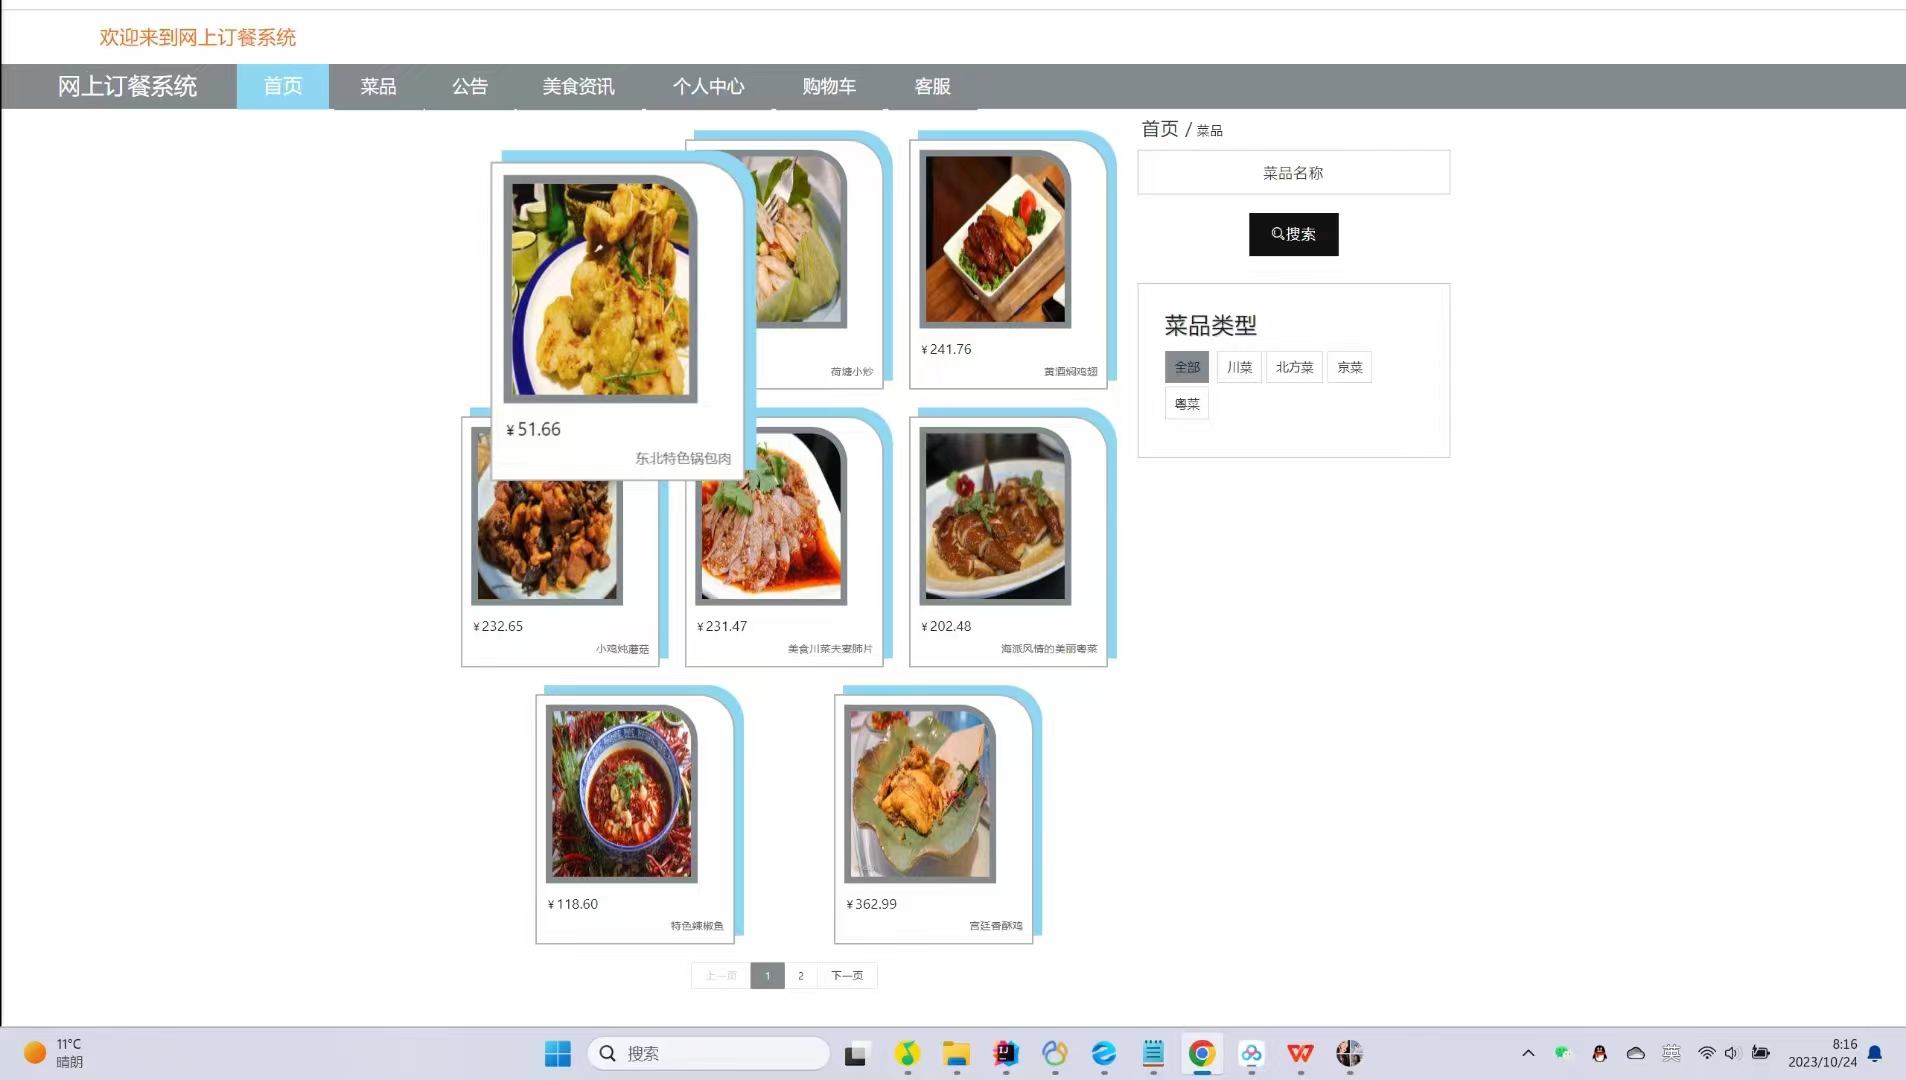 欢迎来到网上订餐系统
网上订餐系统 首页 菜品 公告 美食资讯 个人中心 购物车 客服
首页 / 菜品
菜品名称
搜索
菜品类型
全部 川菜 北方菜 京菜
粤菜
¥51.66
东北特色锅包肉
荷塘小炒
¥241.76
黄酒焖鸡翅
¥232.65
小鸡炖蘑菇
¥231.47
美食川菜夫妻肺片
¥202.48
海派风情的美丽粤菜
¥118.60
特色辣椒鱼
¥362.99
宫廷香酥鸡
上一页 1 2 下一页
11°C
晴朗
搜索
英
8:16
2023/10/24